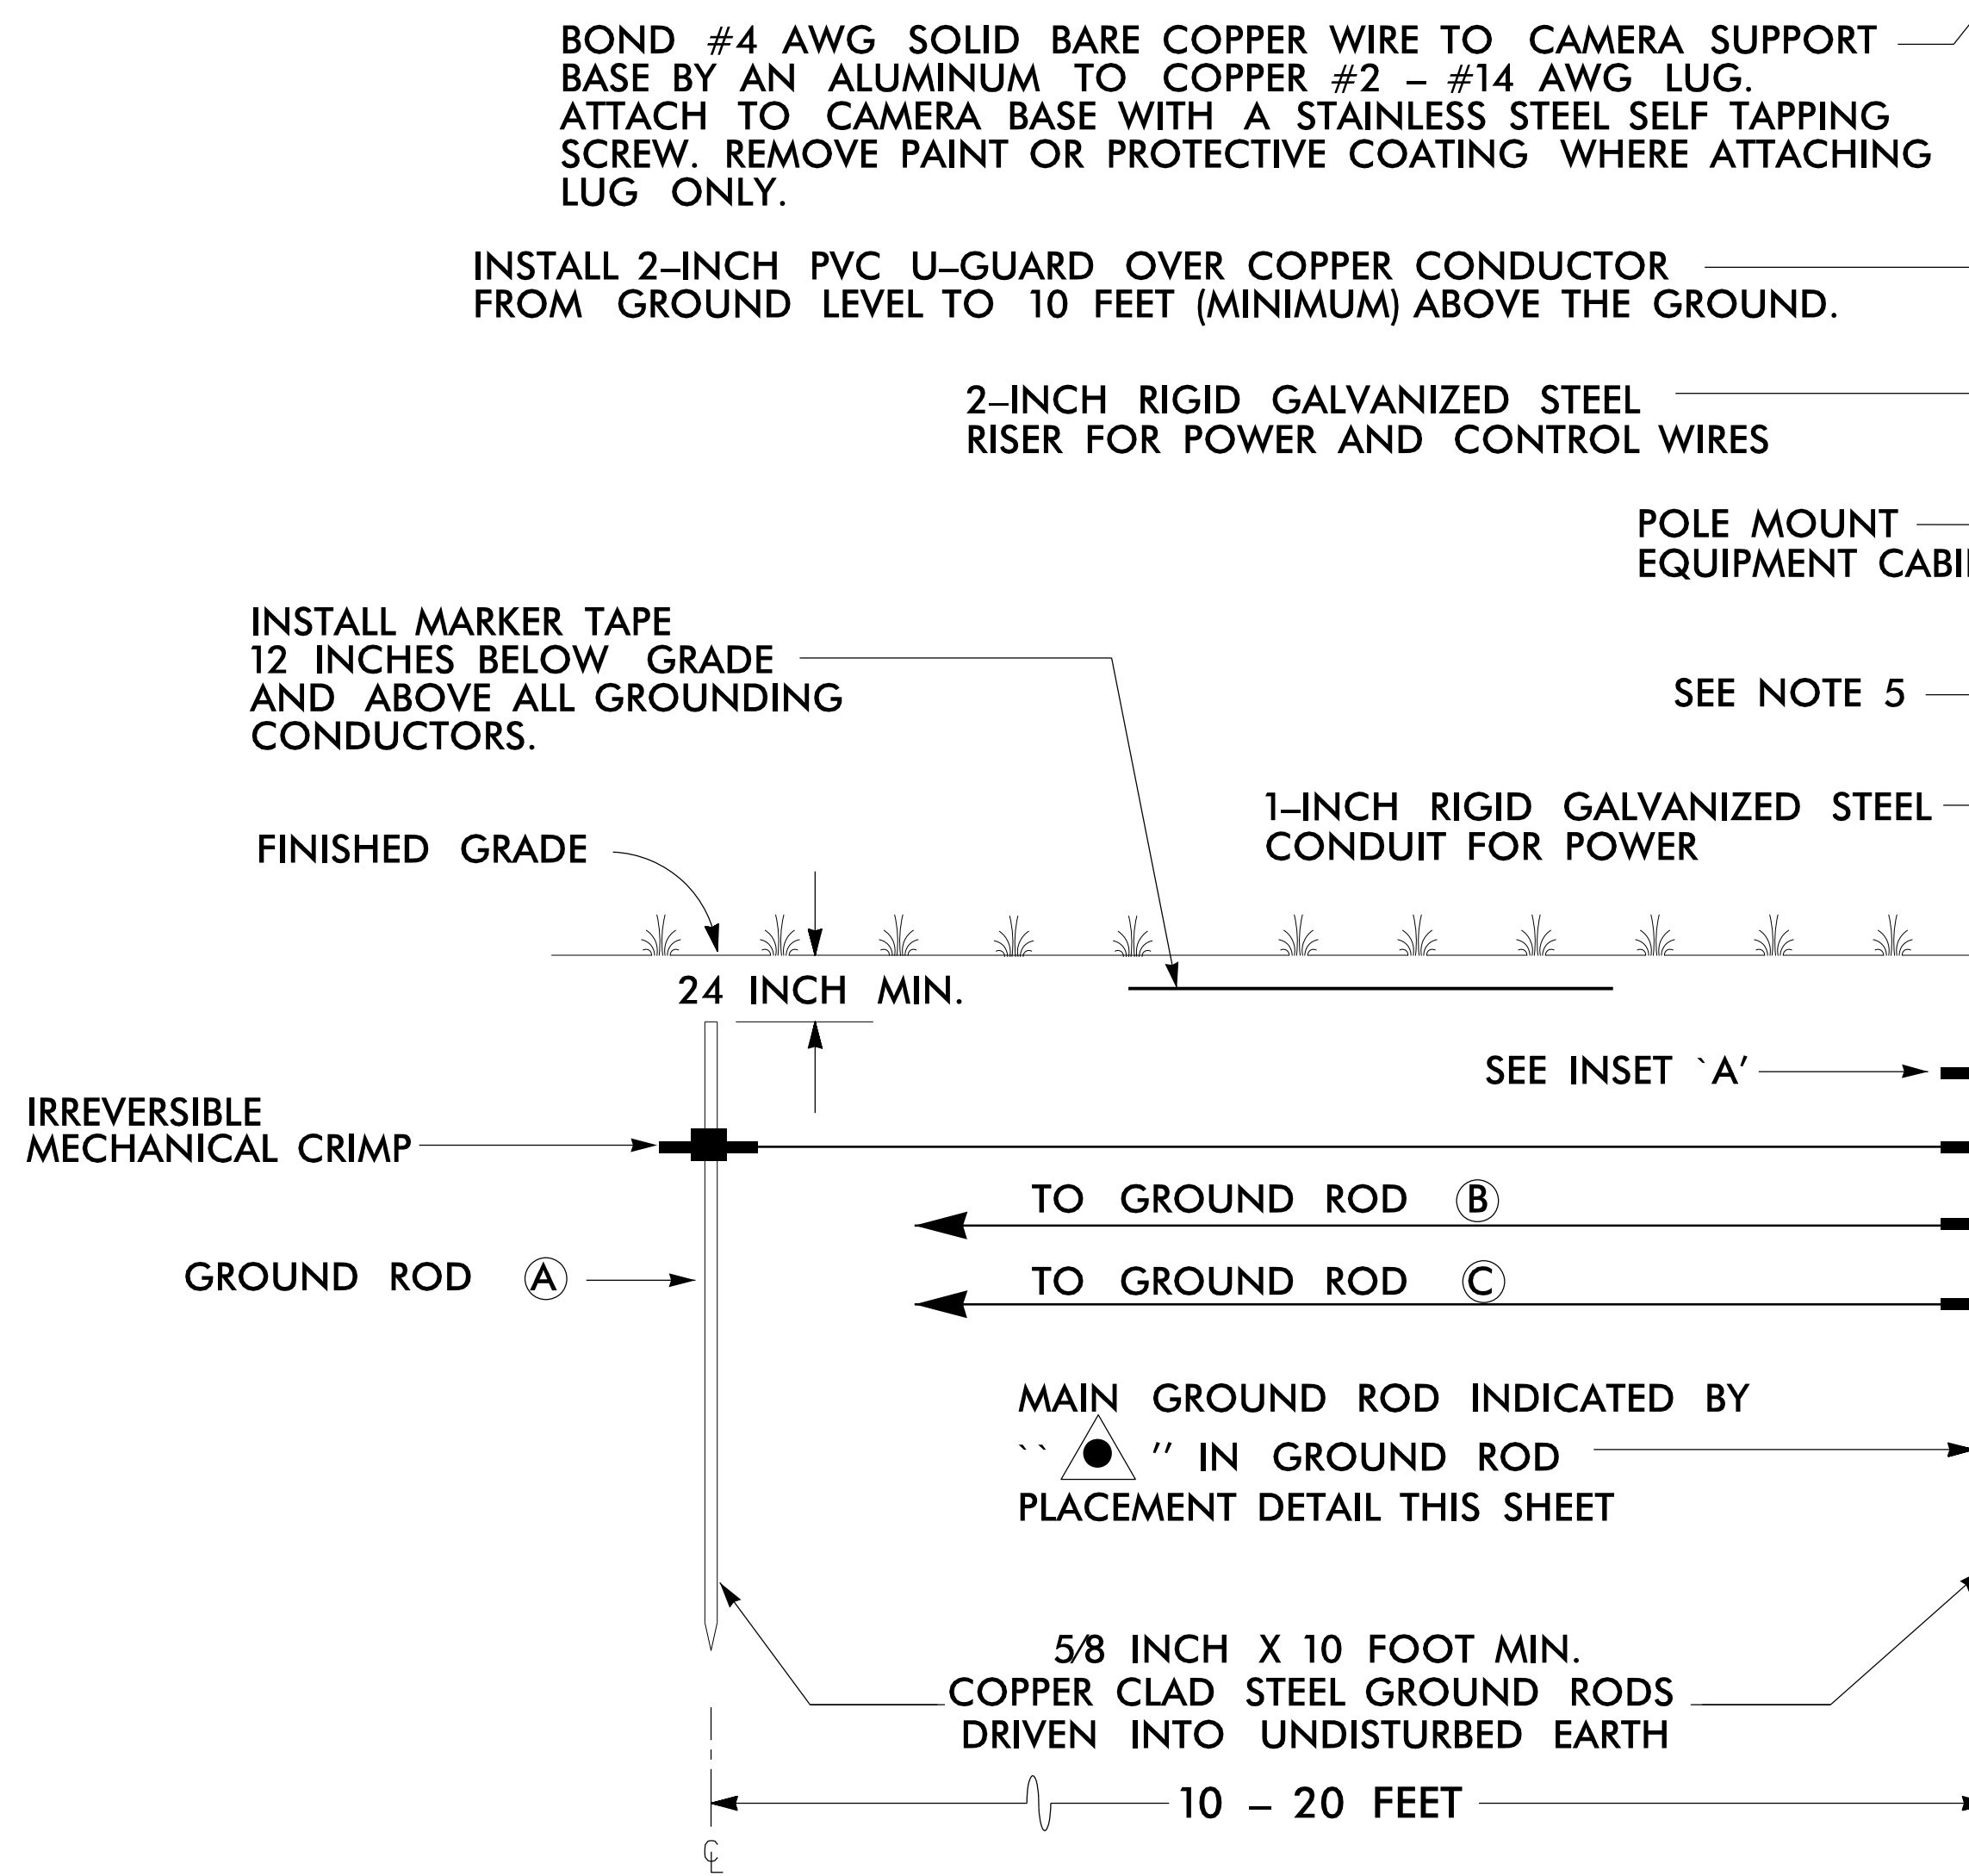 BOND #4 AWG SOLID BARE COPPER WIRE TO CAMERA SUPPORT
BASE BY AN ALUMINUM TO COPPER #2 – #14 AWG LUG.
ATTACH TO CAMERA BASE WITH A STAINLESS STEEL SELF TAPPING
SCREW. REMOVE PAINT OR PROTECTIVE COATING WHERE ATTACHING
LUG ONLY.
INSTALL 2–INCH PVC U–GUARD OVER COPPER CONDUCTOR
FROM GROUND LEVEL TO 10 FEET (MINIMUM) ABOVE THE GROUND.
2–INCH RIGID GALVANIZED STEEL
RISER FOR POWER AND CONTROL WIRES
POLE MOUNT
EQUIPMENT
INSTALL MARKER TAPE
12 INCHES BELOW GRADE
AND ABOVE ALL GROUNDING
CONDUCTORS.
SEE NOTE 5
1–INCH RIGID GALVANIZED STEEL
CONDUIT FOR POWER
FINISHED GRADE
24 INCH MIN.
SEE INSET `A'
IRREVERSIBLE
MECHANICAL CRIMP
TO GROUND ROD B
GROUND ROD A
TO GROUND ROD C
MAIN GROUND ROD INDICATED BY
`` '' IN GROUND ROD
PLACEMENT DETAIL THIS SHEET
5/8 INCH X 10 FOOT MIN.
COPPER CLAD STEEL GROUND RODS
DRIVEN INTO UNDISTURBED EARTH
10 – 20 FEET
℄